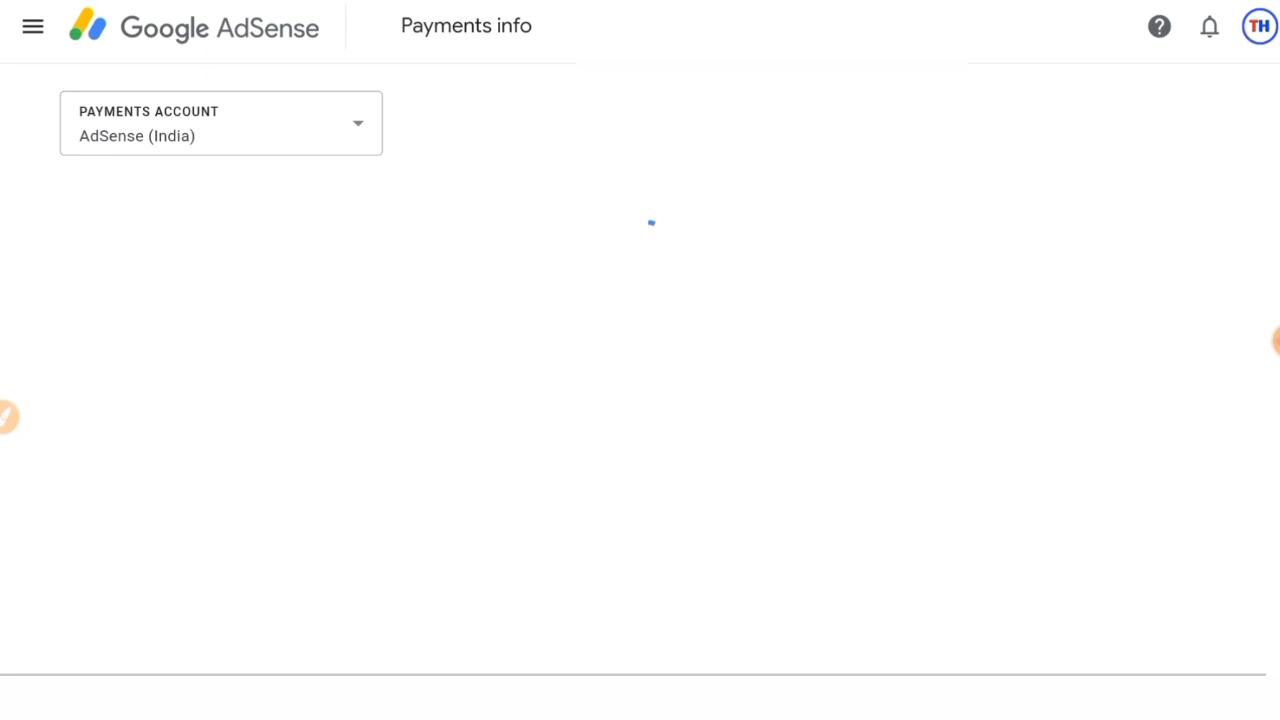 Google AdSense
Payments info
TH
PAYMENTS ACCOUNT
AdSense (India)